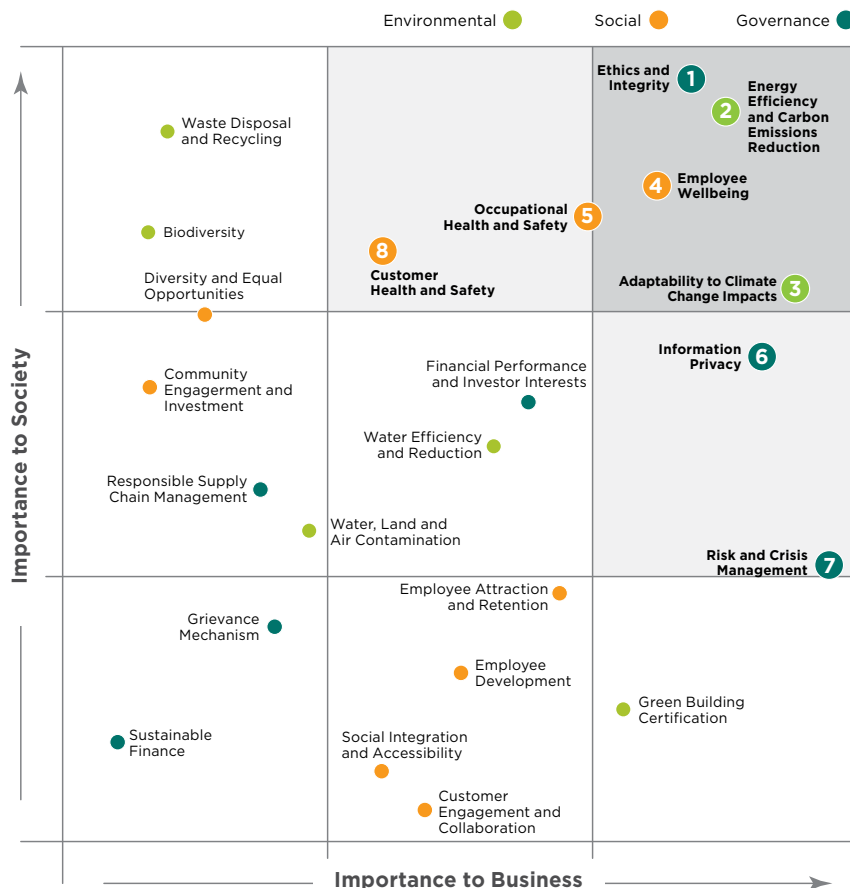 Environmental
Social
Governance
Ethics and
Integrity
1
2
Energy
Efficiency
and Carbon
Emissions
Reduction
Waste Disposal
and Recycling
4
Employee
Wellbeing
Occupational
Health and Safety
5
Biodiversity
8
Customer
Health and Safety
Diversity and Equal
Opportunities
Adaptability to Climate
Change Impacts
3
Information
Privacy
6
Financial Performance
and Investor Interests
Community
Engagerment and
Investment
Water Efficiency
and Reduction
Responsible Supply
Chain Management
Water, Land and
Air Contamination
Risk and Crisis
Management
7
Employee Attraction
and Retention
Grievance
Mechanism
Employee
Development
Green Building
Certification
Sustainable
Finance
Social Integration
and Accessibility
Customer
Engagement and
Collaboration
Importance to Society
Importance to Business